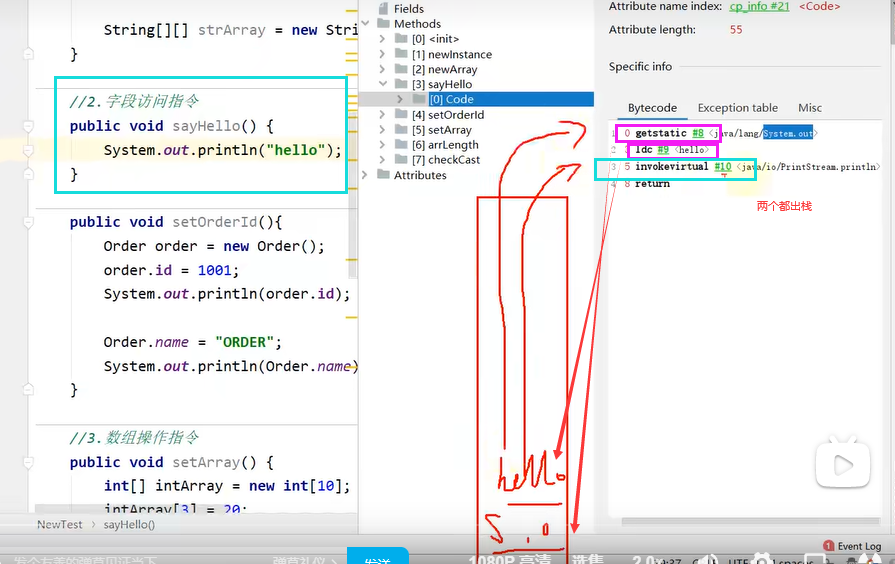 String[][] strArray = new Stri
}
//2.字段访问指令
public void sayHello() {
System.out.println("hello");
}
public void setOrderId(){
Order order = new Order();
order.id = 1001;
System.out.println(order.id);
Order.name = "ORDER";
System.out.println(Order.name)
}
//3.数组操作指令
public void setArray() {
int[] intArray = new int[10];
intArray[3] = 20;
NewTest > sayHello()
Fields
Methods
[0] <init>
[1] newInstance
[2] newArray
[3] sayHello
[0] Code
[4] setOrderId
[5] setArray
[6] arrLength
[7] checkCast
Attributes
hello
S.o
Attribute name index: cp_info #21 <Code>
Attribute length: 55
Specific info
Bytecode Exception table Misc
1 0 getstatic #8 <java/lang/System.out>
2 3 ldc #9 <hello>
3 5 invokevirtual #10 <java/io/PrintStream.println>
4 8 return
两个都出栈
Event Log
弹幕礼仪 >
发送
1080P 高清
选集
2.0x